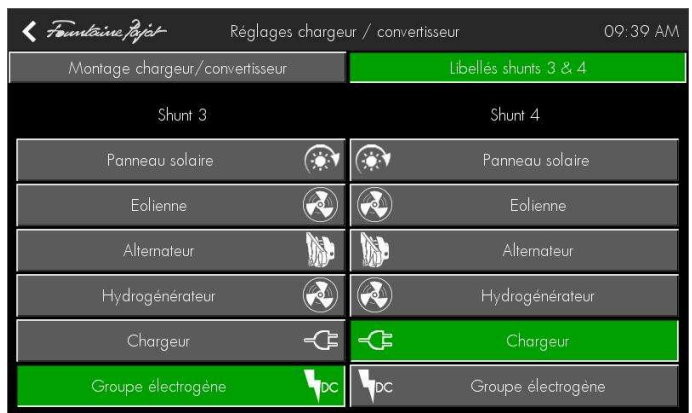 Fountaine Pajot Réglages chargeur / convertisseur 09:39 AM
Montage chargeur/convertisseur Libellés shunts 3 & 4
Shunt 3 Shunt 4
Panneau solaire Panneau solaire
Eolienne Eolienne
Alternateur Alternateur
Hydrogénérateur Hydrogénérateur
Chargeur Chargeur
Groupe électrogène DC DC Groupe électrogène